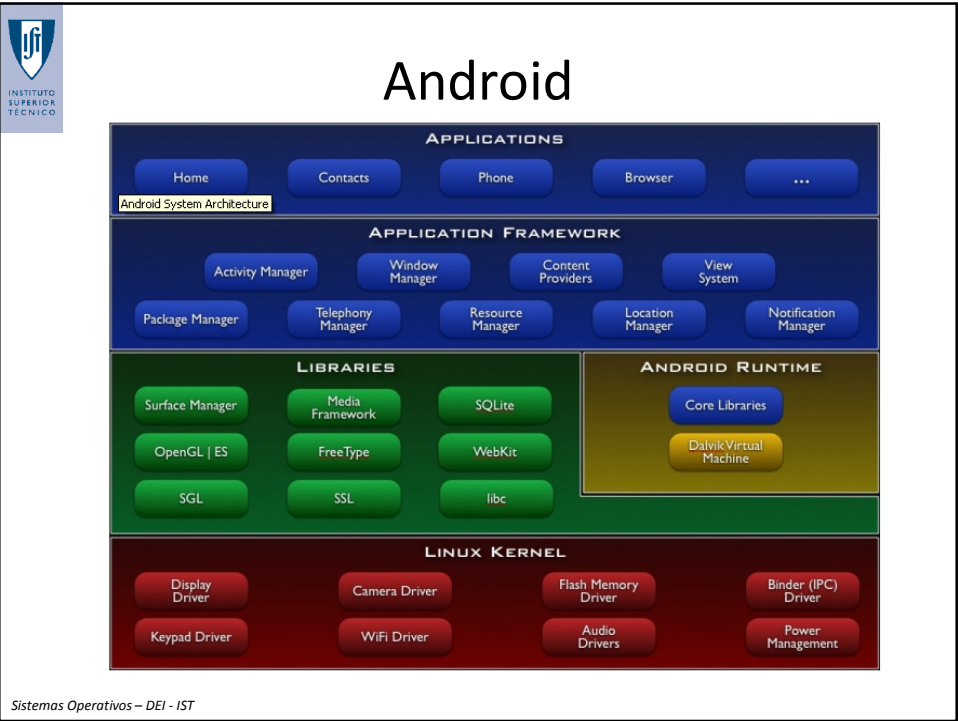 INSTITUTO
SUPERIOR
TÉCNICO
Android
APPLICATIONS
Home
Contacts
Phone
Browser
...
Android System Architecture
APPLICATION FRAMEWORK
Activity Manager
Window
Manager
Content
Providers
View
System
Package Manager
Telephony
Manager
Resource
Manager
Location
Manager
Notification
Manager
LIBRARIES
Surface Manager
Media
Framework
SQLite
OpenGL | ES
FreeType
WebKit
SGL
SSL
libc
ANDROID RUNTIME
Core Libraries
Dalvik Virtual
Machine
LINUX KERNEL
Display
Driver
Camera Driver
Flash Memory
Driver
Binder (IPC)
Driver
Keypad Driver
WiFi Driver
Audio
Drivers
Power
Management
Sistemas Operativos – DEI - IST